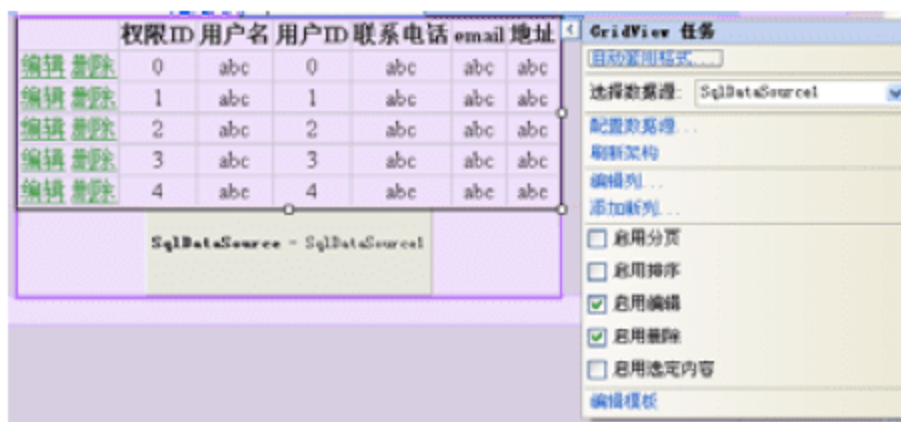 权限ID 用户名 用户ID 联系电话 email 地址
编辑 删除 0 abc 0 abc abc abc
编辑 删除 1 abc 1 abc abc abc
编辑 删除 2 abc 2 abc abc abc
编辑 删除 3 abc 3 abc abc abc
编辑 删除 4 abc 4 abc abc abc
SqlDataSource - SqlDataSource1
GridView 任务
自动套用格式...
选择数据源: SqlDataSource1
配置数据源...
刷新架构
编辑列...
添加新列...
启用分页
启用排序
启用编辑
启用删除
启用选定内容
编辑模板